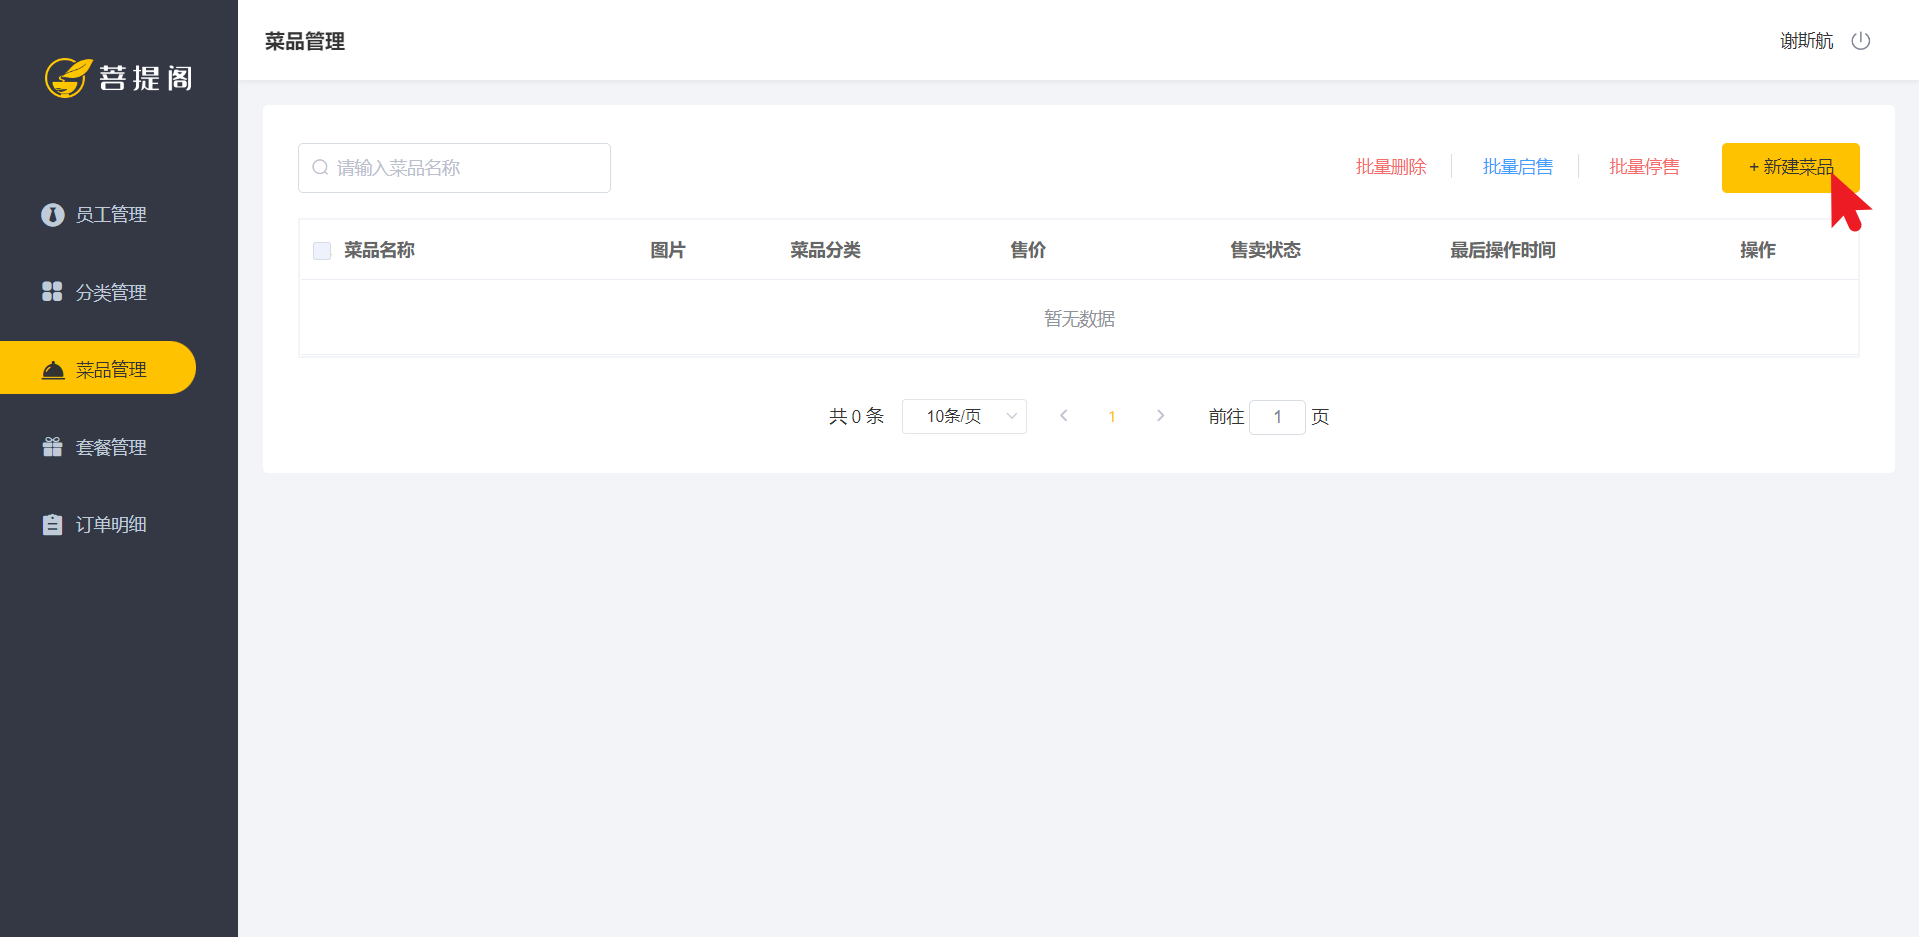 菩提阁
员工管理
分类管理
菜品管理
套餐管理
订单明细
菜品管理
谢斯航
请输入菜品名称
批量删除
批量启售
批量停售
+ 新建菜品
菜品名称 图片 菜品分类 售价 售卖状态 最后操作时间 操作
暂无数据
共 0 条 10条/页 1 前往 1 页